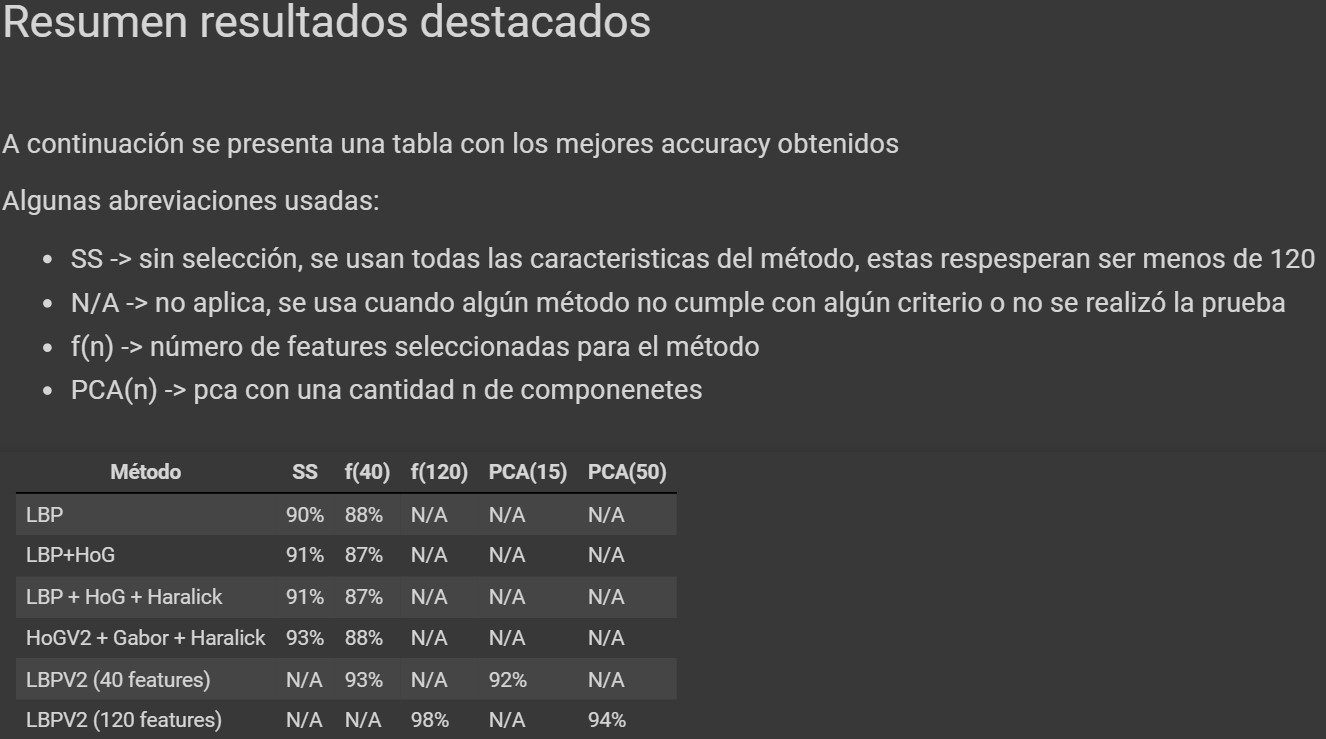 Resumen resultados destacados
A continuación se presenta una tabla con los mejores accuracy obtenidos
Algunas abreviaciones usadas:
• SS -> sin selección, se usan todas las caracteristicas del método, estas respesperan ser menos de 120
• N/A -> no aplica, se usa cuando algún método no cumple con algún criterio o no se realizó la prueba
• f(n) -> número de features seleccionadas para el método
• PCA(n) -> pca con una cantidad n de componenetes
Método SS f(40) f(120) PCA(15) PCA(50)
LBP 90% 88% N/A N/A N/A
LBP+HoG 91% 87% N/A N/A N/A
LBP + HoG + Haralick 91% 87% N/A N/A N/A
HoGV2 + Gabor + Haralick 93% 88% N/A N/A N/A
LBPV2 (40 features) N/A 93% N/A 92% N/A
LBPV2 (120 features) N/A N/A 98% N/A 94%